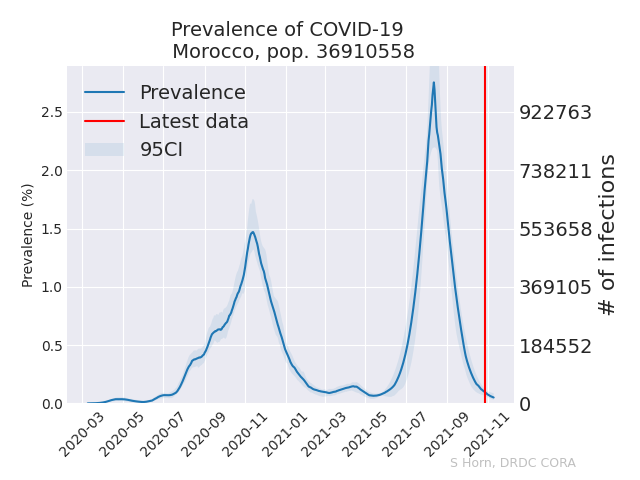 Prevalence of COVID-19
Morocco, pop. 36910558
Prevalence
Latest data
95CI
Prevalence (%)
2.5
2.0
1.5
1.0
0.5
0.0
922763
738211
553658
369105
184552
0
# of infections
2020-03
2020-05
2020-07
2020-09
2020-11
2021-01
2021-03
2021-05
2021-07
2021-09
2021-11
S Horn, DRDC CORA